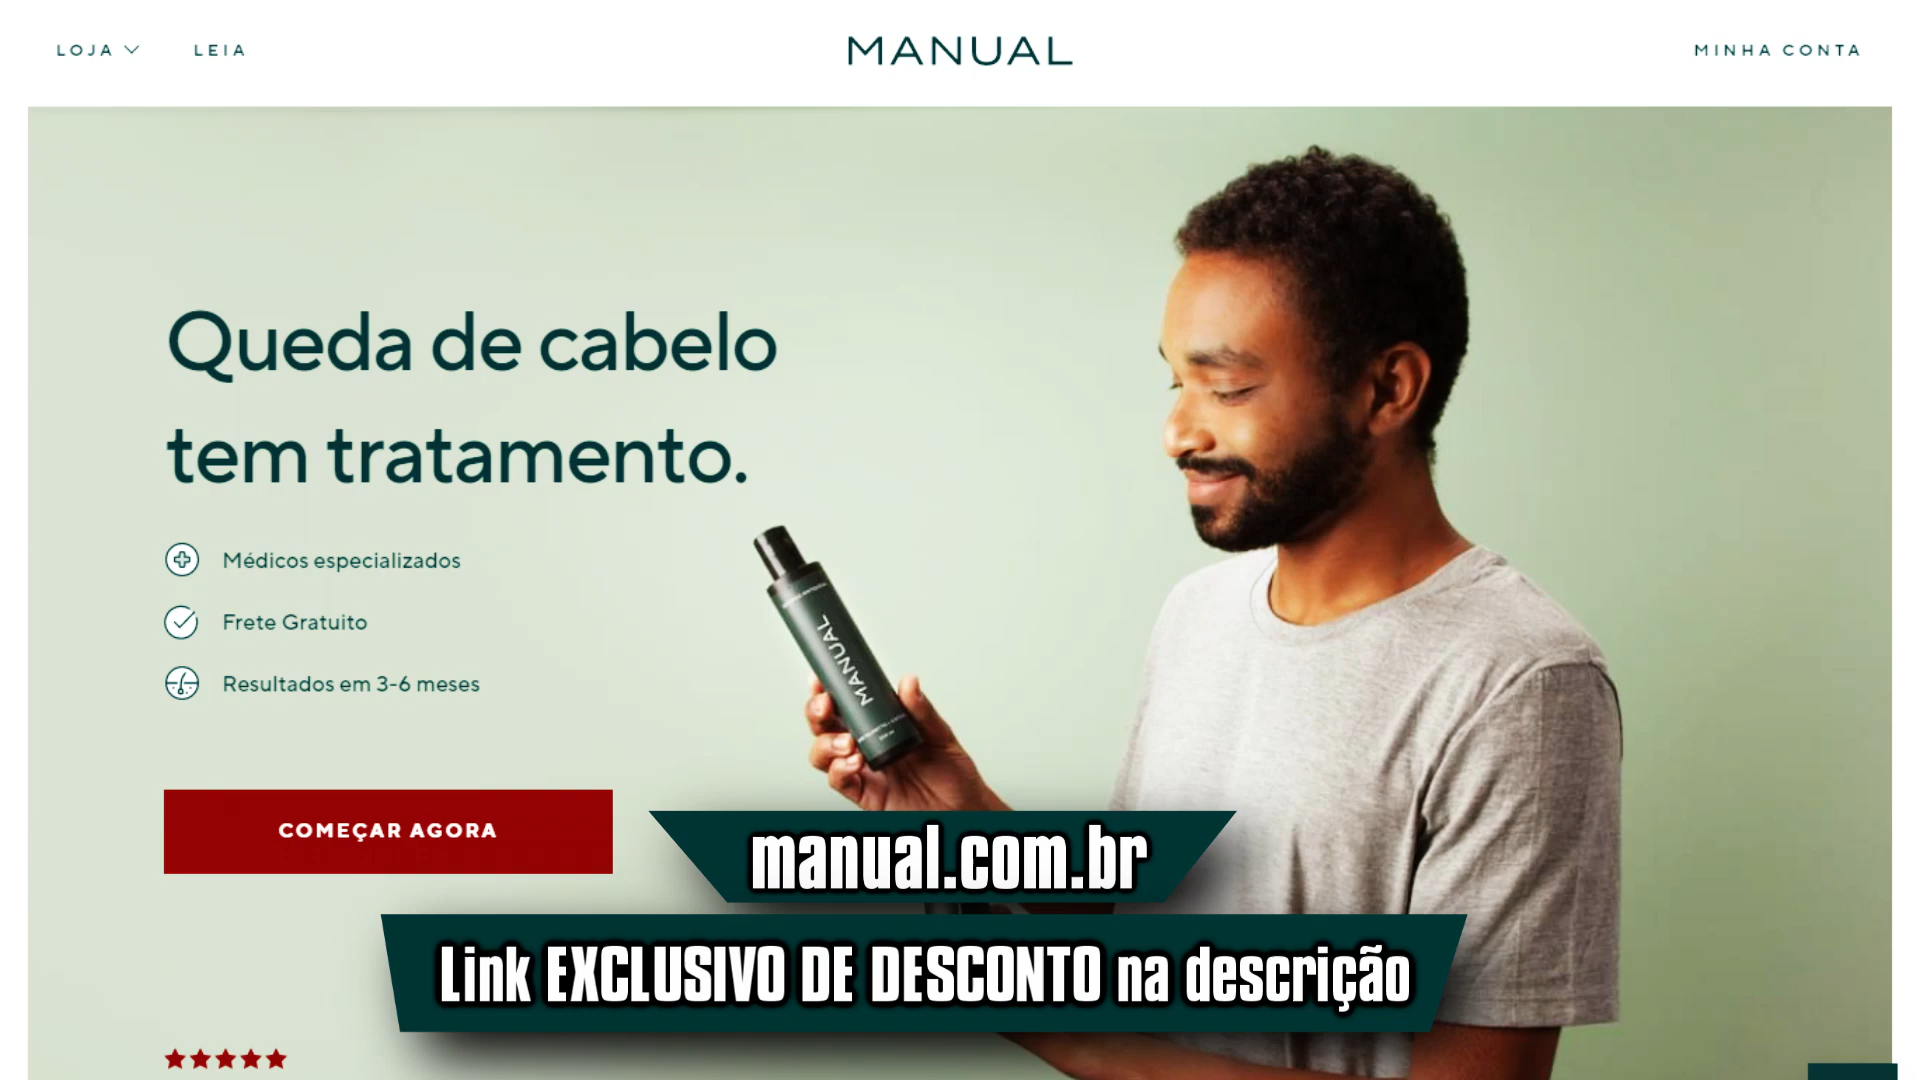 LOJA LEIA MANUAL MINHA CONTA
Queda de cabelo
tem tratamento.
Médicos especializados
Frete Gratuito
Resultados em 3-6 meses
MANUAL
COMEÇAR AGORA
manual.com.br
Link EXCLUSIVO DE DESCONTO na descrição